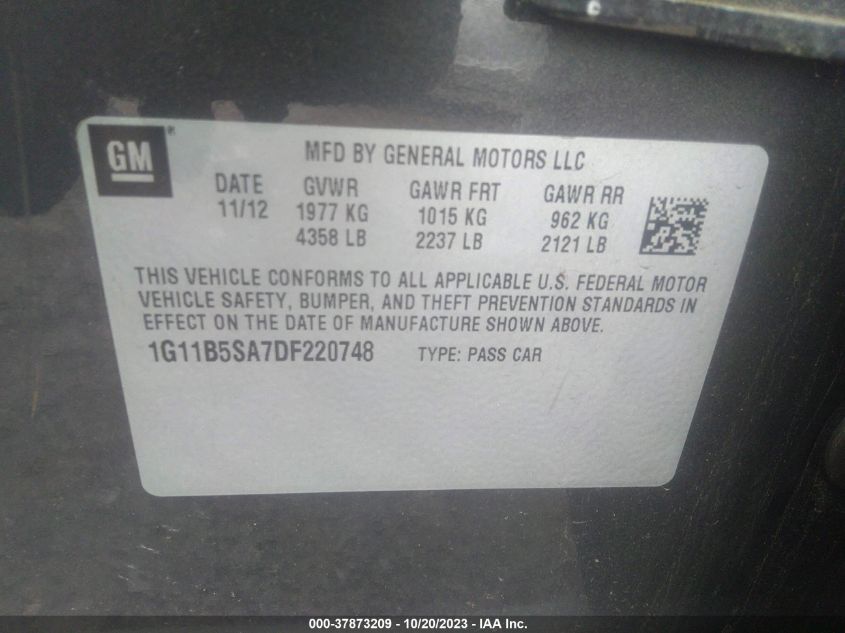 GM®
MFD BY GENERAL MOTORS LLC
DATE GVWR GAWR FRT GAWR RR
11/12 1977 KG 1015 KG 962 KG
4358 LB 2237 LB 2121 LB
THIS VEHICLE CONFORMS TO ALL APPLICABLE U.S. FEDERAL MOTOR
VEHICLE SAFETY, BUMPER, AND THEFT PREVENTION STANDARDS IN
EFFECT ON THE DATE OF MANUFACTURE SHOWN ABOVE.
1G11B5SA7DF220748 TYPE: PASS CAR
000-37873209 - 10/20/2023 - IAA Inc.